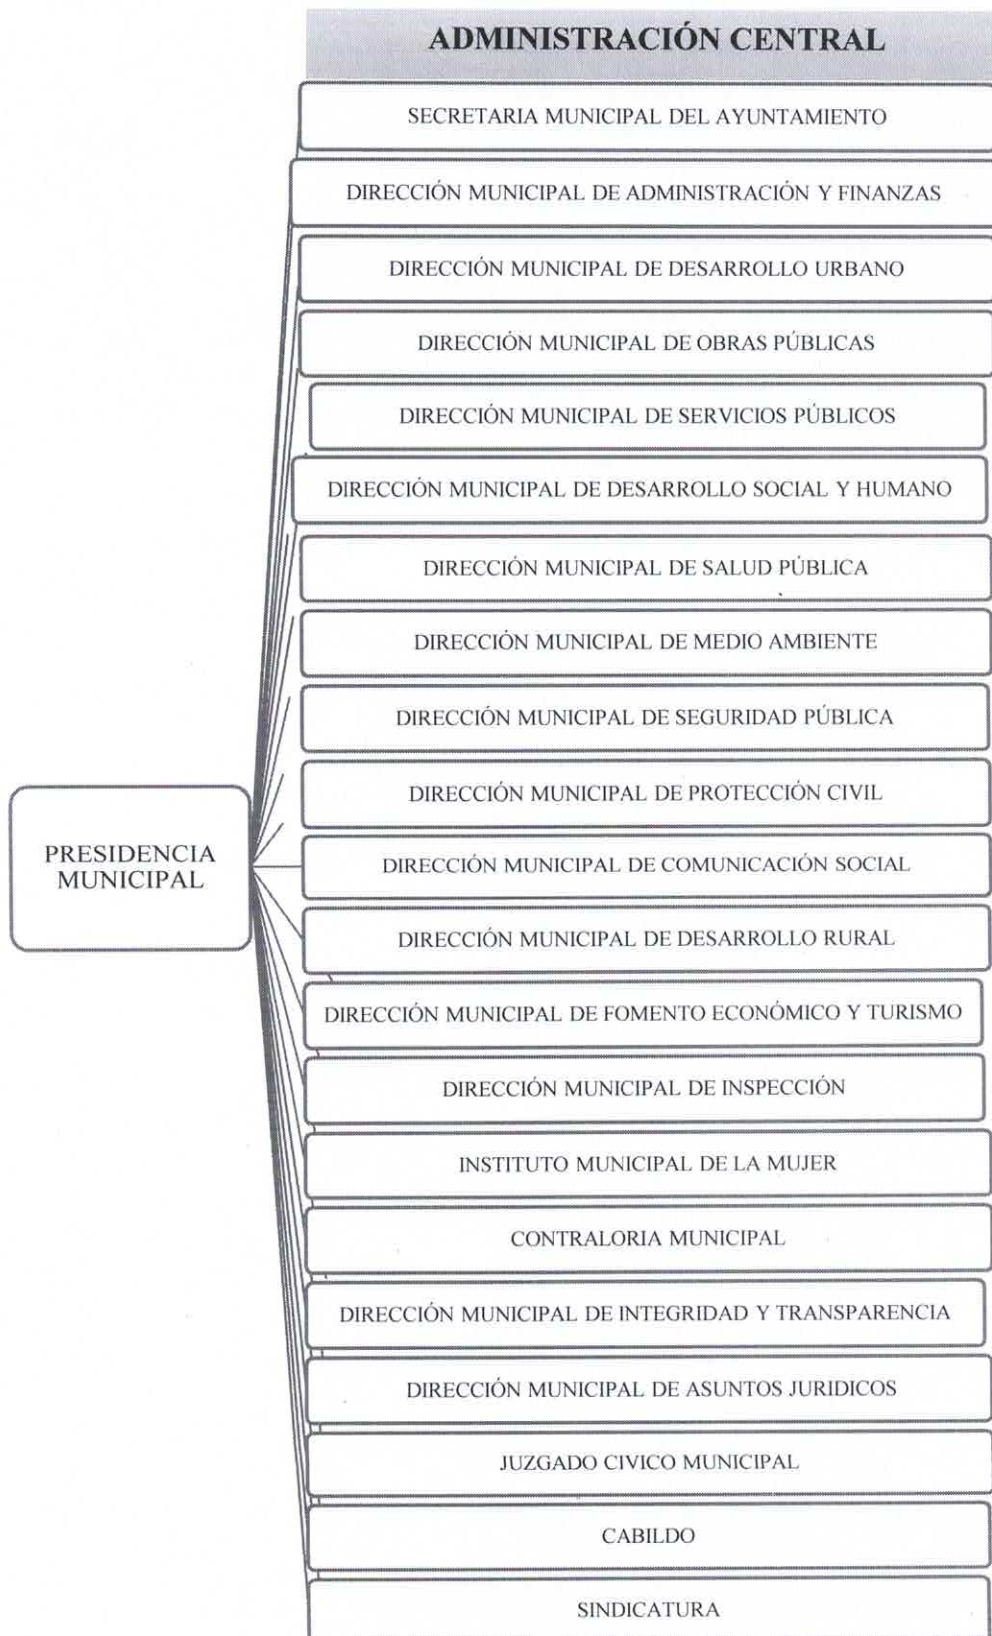 ADMINISTRACIÓN CENTRAL
SECRETARIA MUNICIPAL DEL AYUNTAMIENTO
DIRECCIÓN MUNICIPAL DE ADMINISTRACIÓN Y FINANZAS
DIRECCIÓN MUNICIPAL DE DESARROLLO URBANO
DIRECCIÓN MUNICIPAL DE OBRAS PÚBLICAS
DIRECCIÓN MUNICIPAL DE SERVICIOS PÚBLICOS
DIRECCIÓN MUNICIPAL DE DESARROLLO SOCIAL Y HUMANO
DIRECCIÓN MUNICIPAL DE SALUD PÚBLICA
DIRECCIÓN MUNICIPAL DE MEDIO AMBIENTE
DIRECCIÓN MUNICIPAL DE SEGURIDAD PÚBLICA
DIRECCIÓN MUNICIPAL DE PROTECCIÓN CIVIL
PRESIDENCIA
MUNICIPAL
DIRECCIÓN MUNICIPAL DE COMUNICACIÓN SOCIAL
DIRECCIÓN MUNICIPAL DE DESARROLLO RURAL
DIRECCIÓN MUNICIPAL DE FOMENTO ECONÓMICO Y TURISMO
DIRECCIÓN MUNICIPAL DE INSPECCIÓN
INSTITUTO MUNICIPAL DE LA MUJER
CONTRALORIA MUNICIPAL
DIRECCIÓN MUNICIPAL DE INTEGRIDAD Y TRANSPARENCIA
DIRECCIÓN MUNICIPAL DE ASUNTOS JURIDICOS
JUZGADO CIVICO MUNICIPAL
CABILDO
SINDICATURA